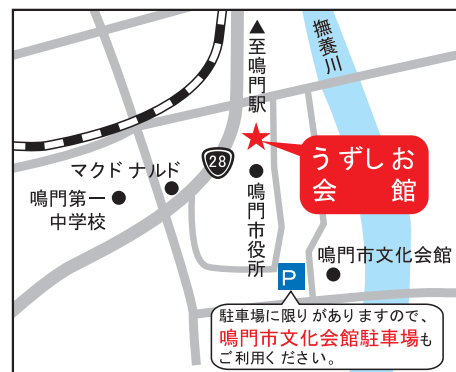 ▲至鳴門駅
撫養川
うずしお
会館
28
マクドナルド
鳴門第一
中学校
鳴門市役所
鳴門市文化会館
P
駐車場に限りがありますので、
鳴門市文化会館駐車場も
ご利用ください。